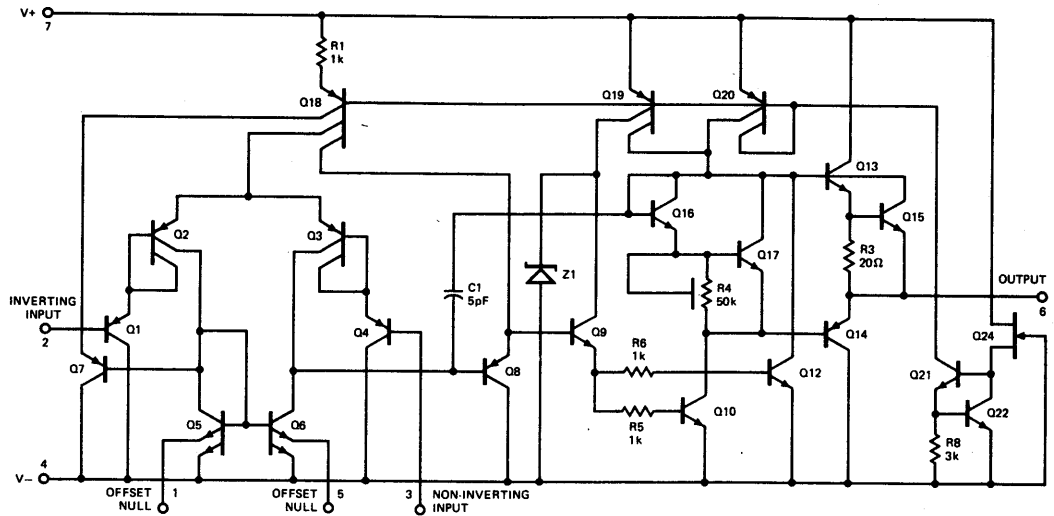 V+
7
R1
1k
Q18
Q19
Q20
Q13
Q2
Q3
Q16
Q15
Q17
R3
20Ω
C1
5pF
Z1
R4
50k
OUTPUT
6
INVERTING
INPUT
2
Q1
Q4
Q7
Q8
Q9
Q14
Q24
R6
1k
Q12
Q21
Q5
Q6
R5
1k
Q10
Q22
R8
3k
4
V−
OFFSET
NULL
1
OFFSET
NULL
5
3
NON-INVERTING
INPUT